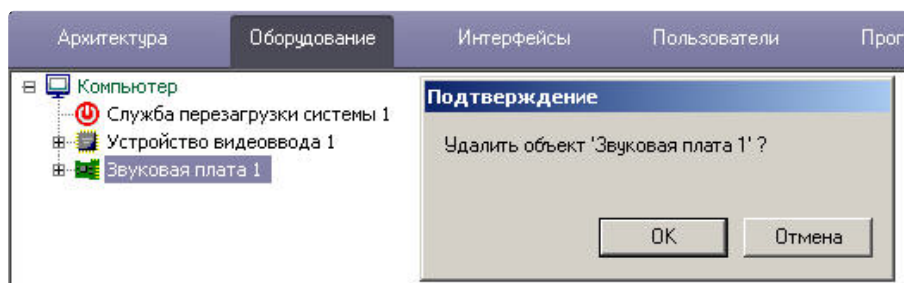 Архитектура Оборудование Интерфейсы Пользователи
Компьютер
Служба перезагрузки системы 1
Устройство видеоввода 1
Звуковая плата 1
Подтверждение
Удалить объект 'Звуковая плата 1' ?
OK Отмена